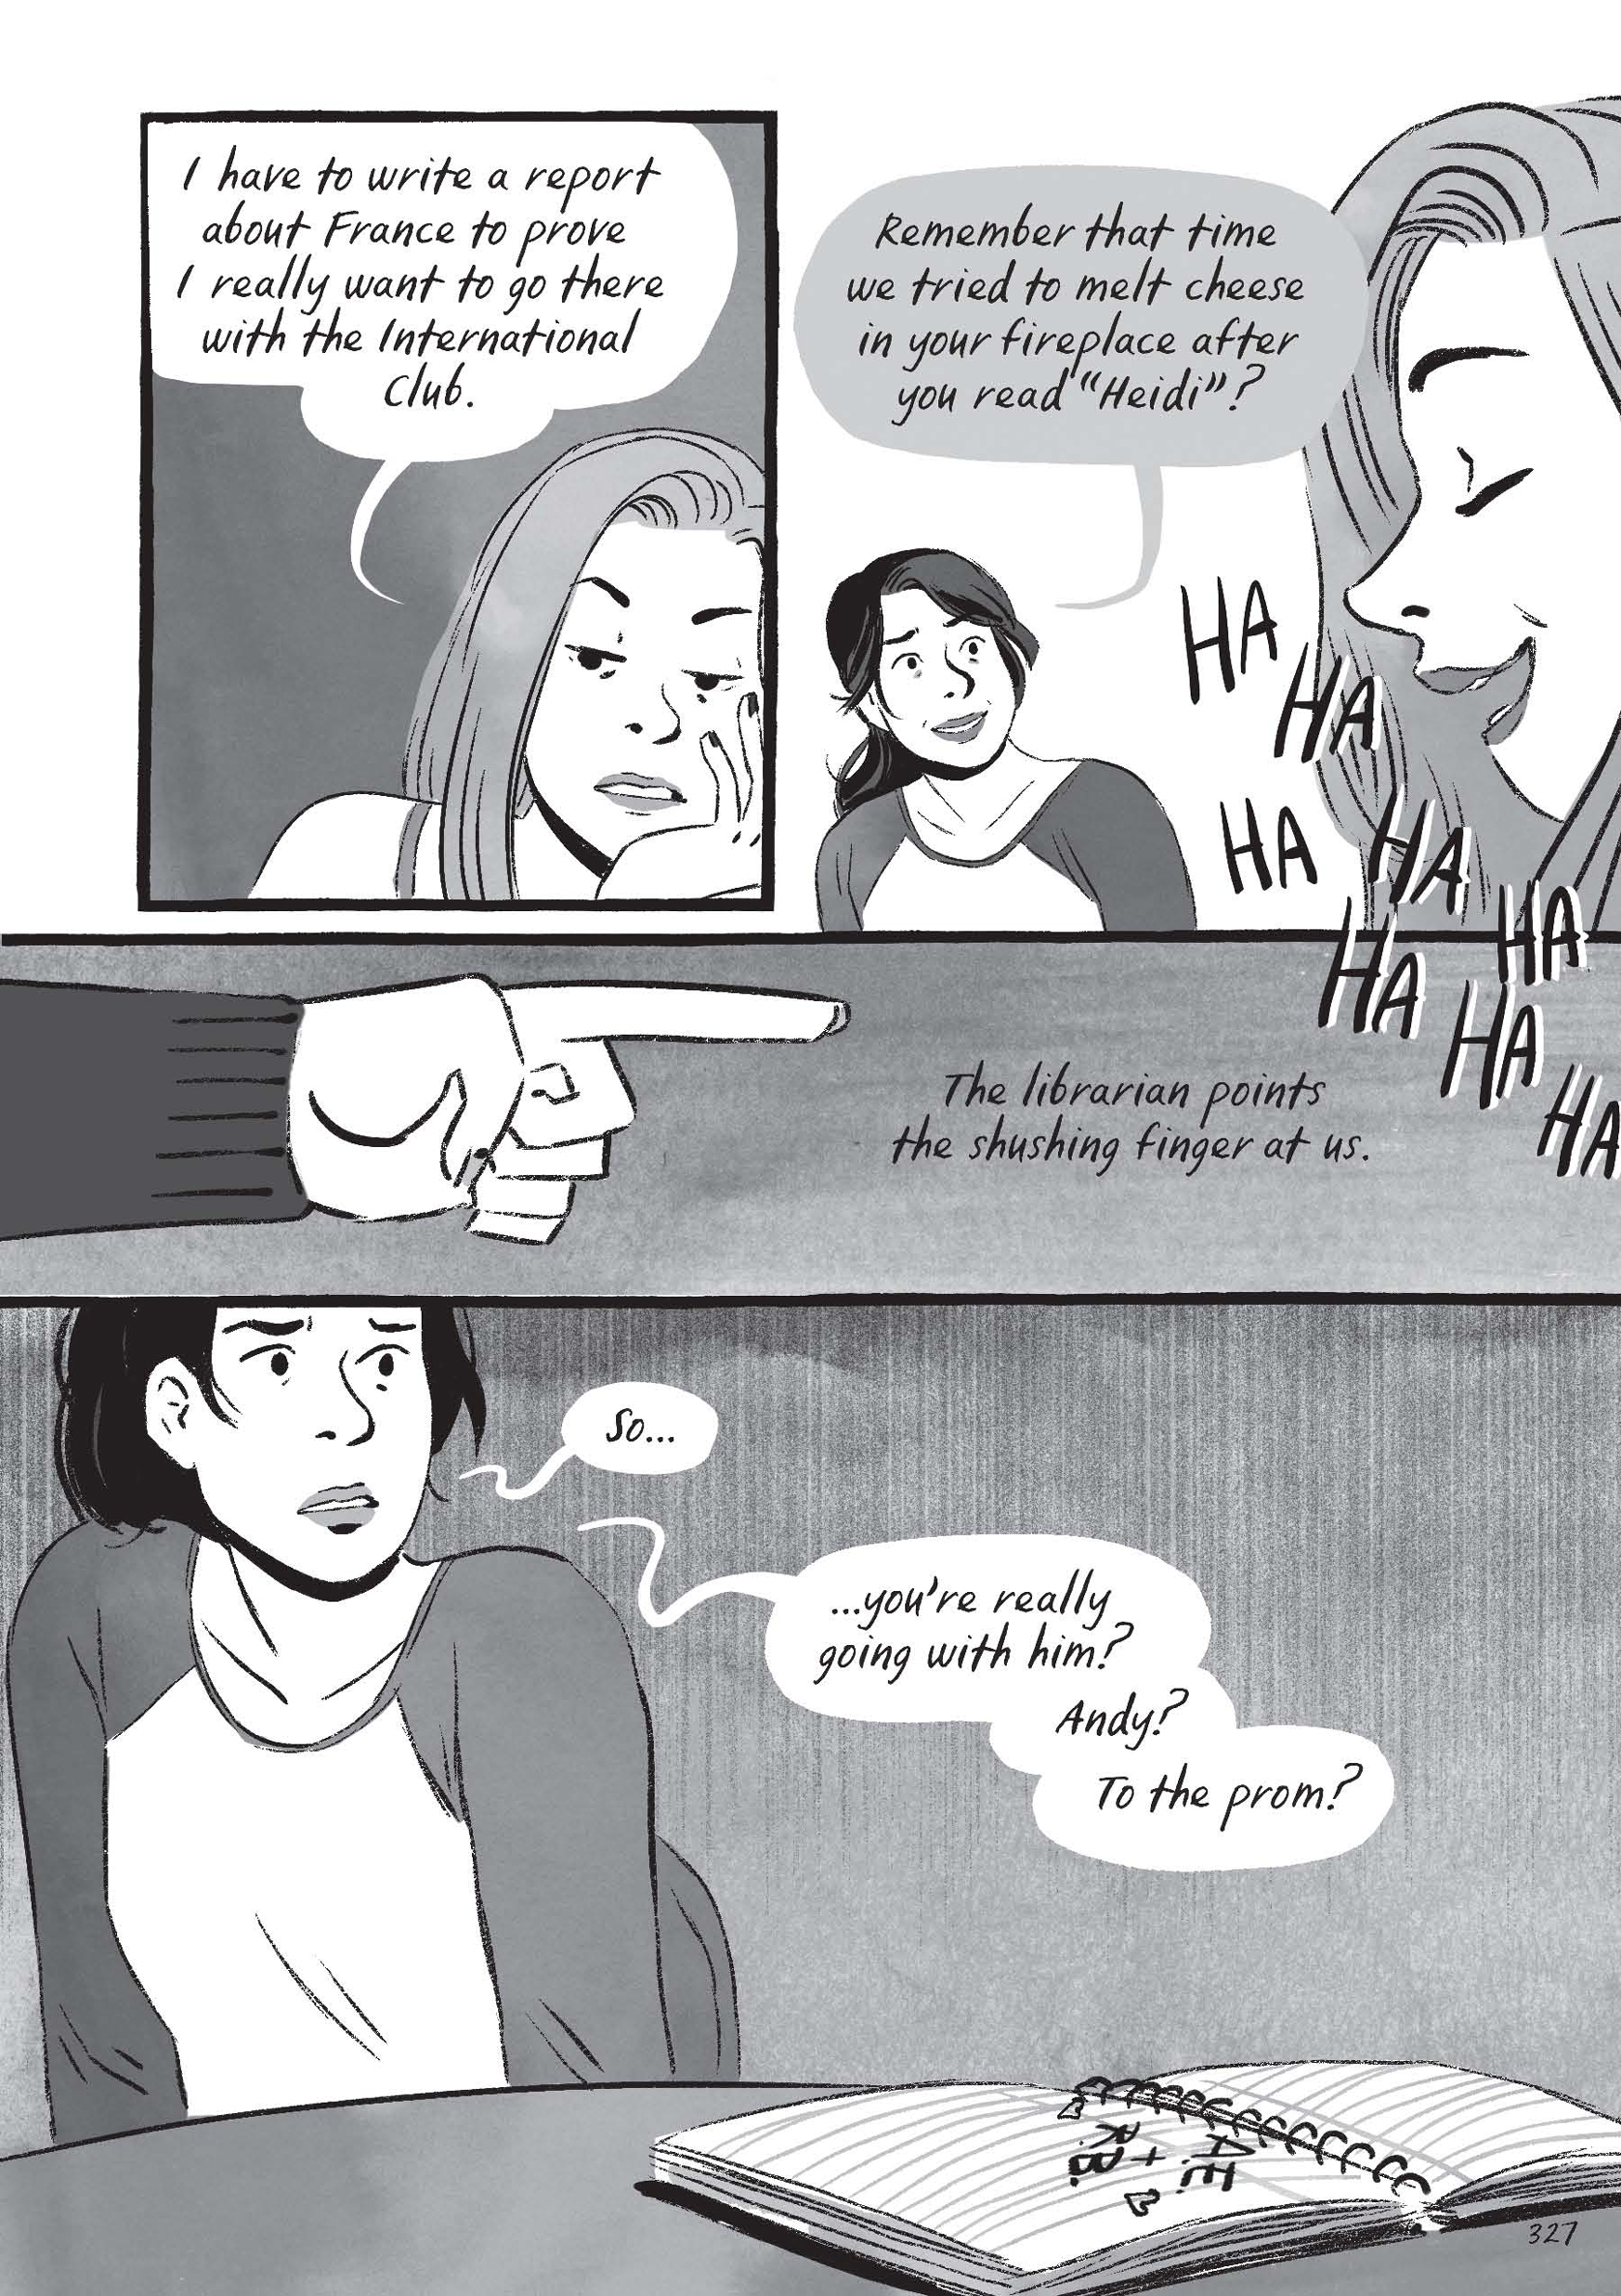 I have to write a report
about France to prove
I really want to go there
with the International
Club.
Remember that time
we tried to melt cheese
in your fireplace after
you read “Heidi”?
HA
HA
HA
HA
HA
HA
HA
HA
The librarian points
the shushing finger at us.
So...
...you're really
going with him?
Andy?
To the prom?
327